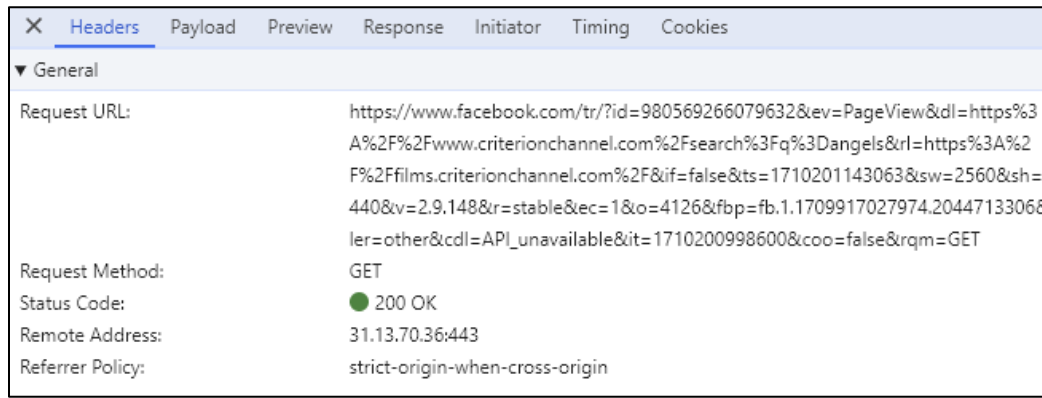 Headers Payload Preview Response Initiator Timing Cookies
General
Request URL: https://www.facebook.com/tr/?id=980569266079632&ev=PageView&dl=https%3
A%2F%2Fwww.criterionchannel.com%2Fsearch%3Fq%3Dangels&rl=https%3A%2
F%2Ffilms.criterionchannel.com%2F&if=false&ts=1710201143063&sw=2560&sh=
440&v=2.9.148&r=stable&ec=1&o=4126&fbp=fb.1.1709917027974.2044713306&
ler=other&cdl=API_unavailable&it=1710200998600&coo=false&rqm=GET
Request Method: GET
Status Code: 200 OK
Remote Address: 31.13.70.36:443
Referrer Policy: strict-origin-when-cross-origin